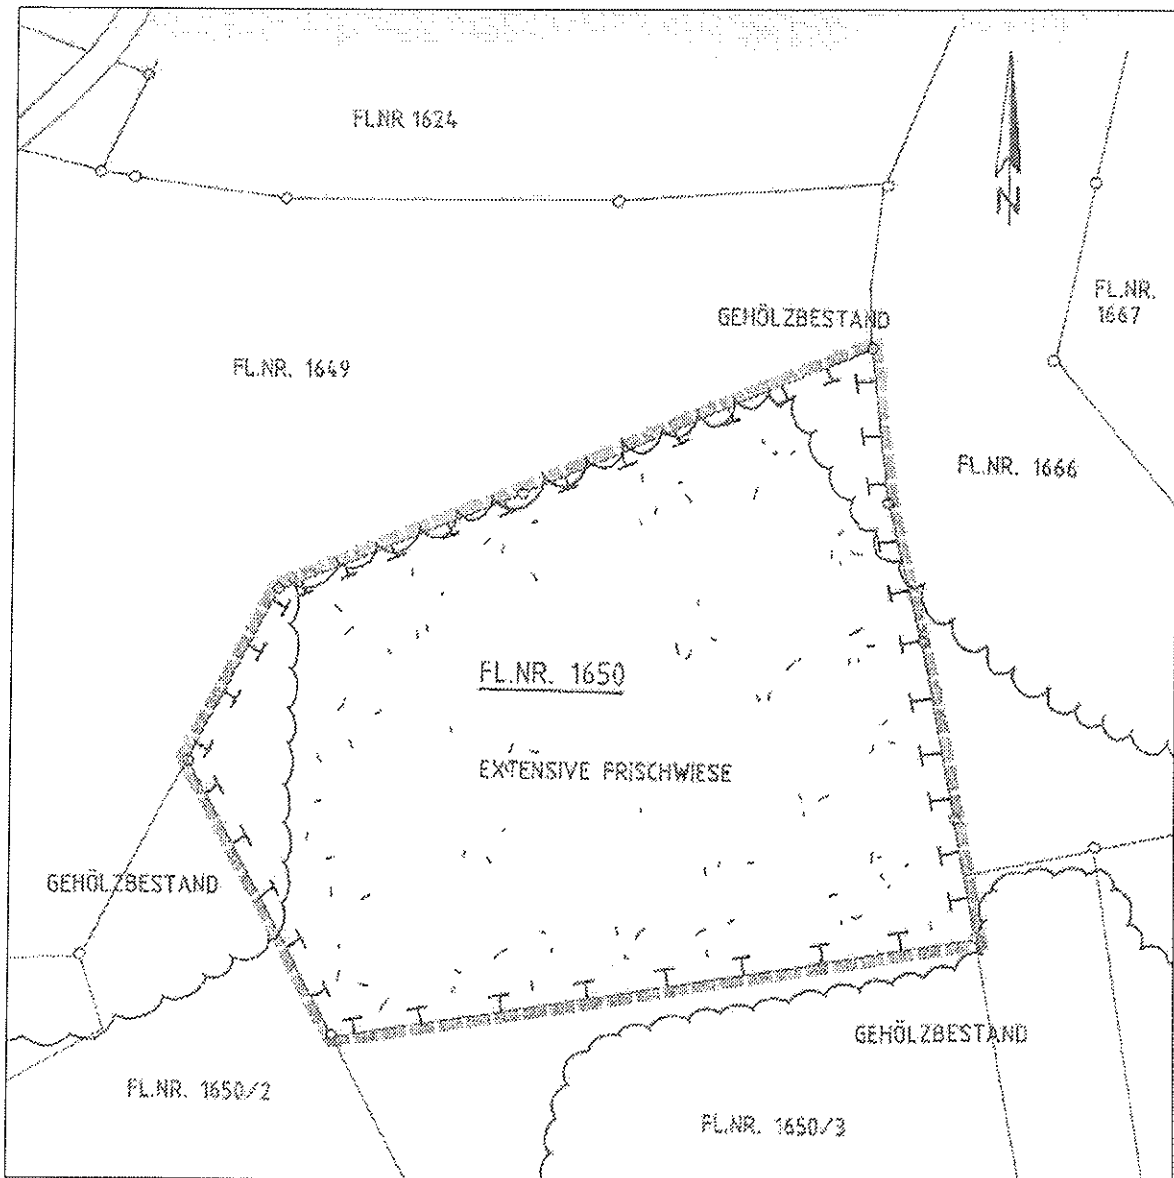 FL.NR 1624
N
FL.NR.
1667
GEHÖLZBESTAND
FL.NR. 1649
FL.NR. 1666
FL.NR. 1650
EXTENSIVE FRISCHWIESE
GEHÖLZBESTAND
GEHÖLZBESTAND
FL.NR. 1650/2
FL.NR. 1650/3